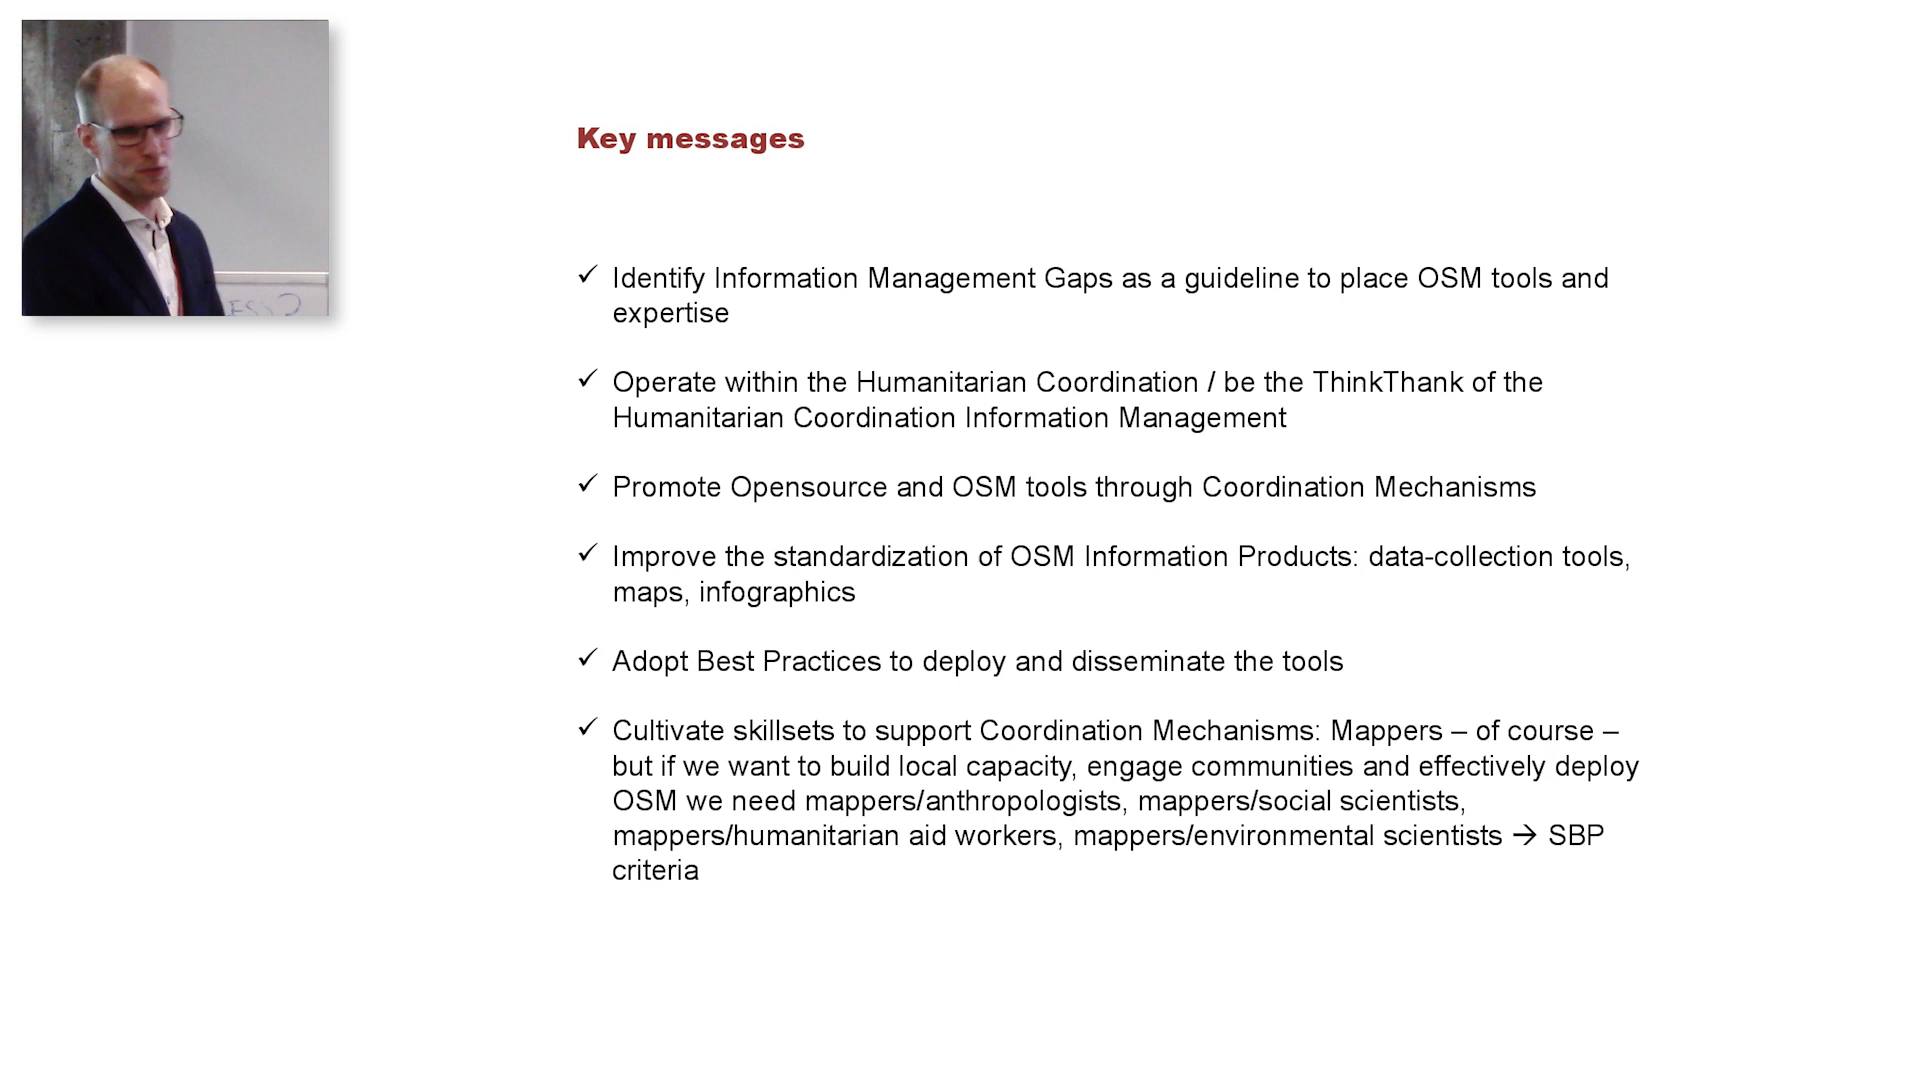 Key messages
✓ Identify Information Management Gaps as a guideline to place OSM tools and
expertise
✓ Operate within the Humanitarian Coordination / be the ThinkThank of the
Humanitarian Coordination Information Management
✓ Promote Opensource and OSM tools through Coordination Mechanisms
✓ Improve the standardization of OSM Information Products: data-collection tools,
maps, infographics
✓ Adopt Best Practices to deploy and disseminate the tools
✓ Cultivate skillsets to support Coordination Mechanisms: Mappers – of course –
but if we want to build local capacity, engage communities and effectively deploy
OSM we need mappers/anthropologists, mappers/social scientists,
mappers/humanitarian aid workers, mappers/environmental scientists → SBP
criteria